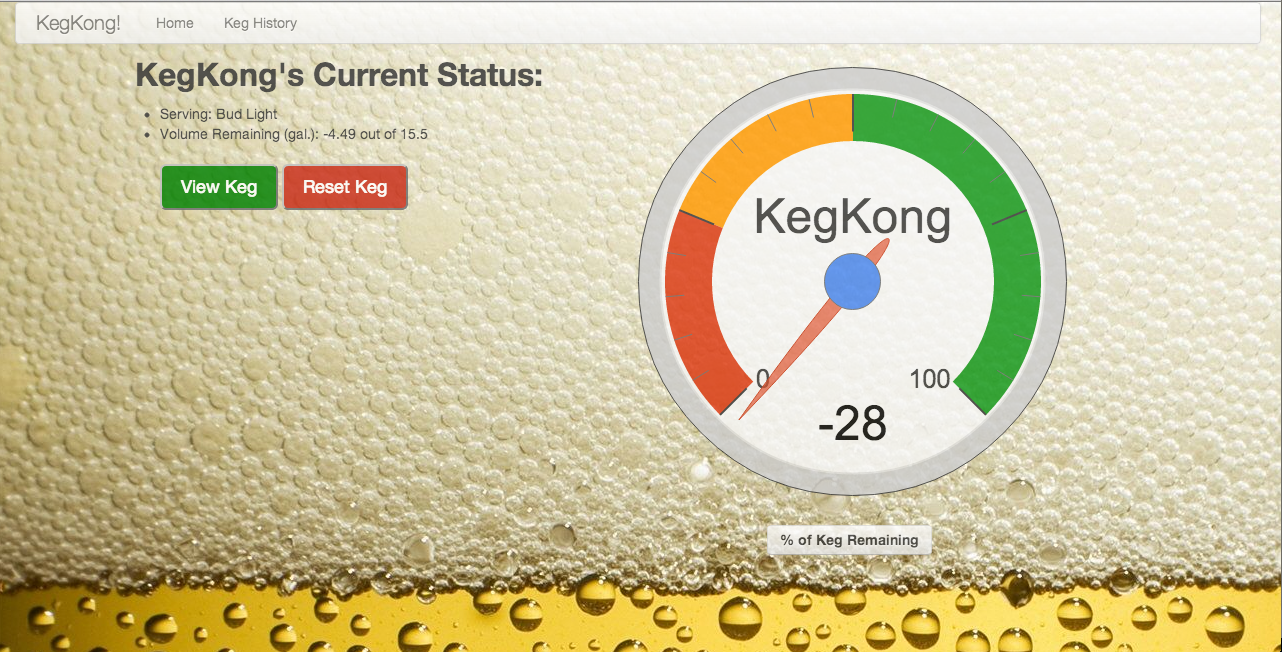 KegKong! Home Keg History
KegKong's Current Status:
Serving: Bud Light
Volume Remaining (gal.): -4.49 out of 15.5
View Keg Reset Keg
KegKong
0 100
-28
% of Keg Remaining